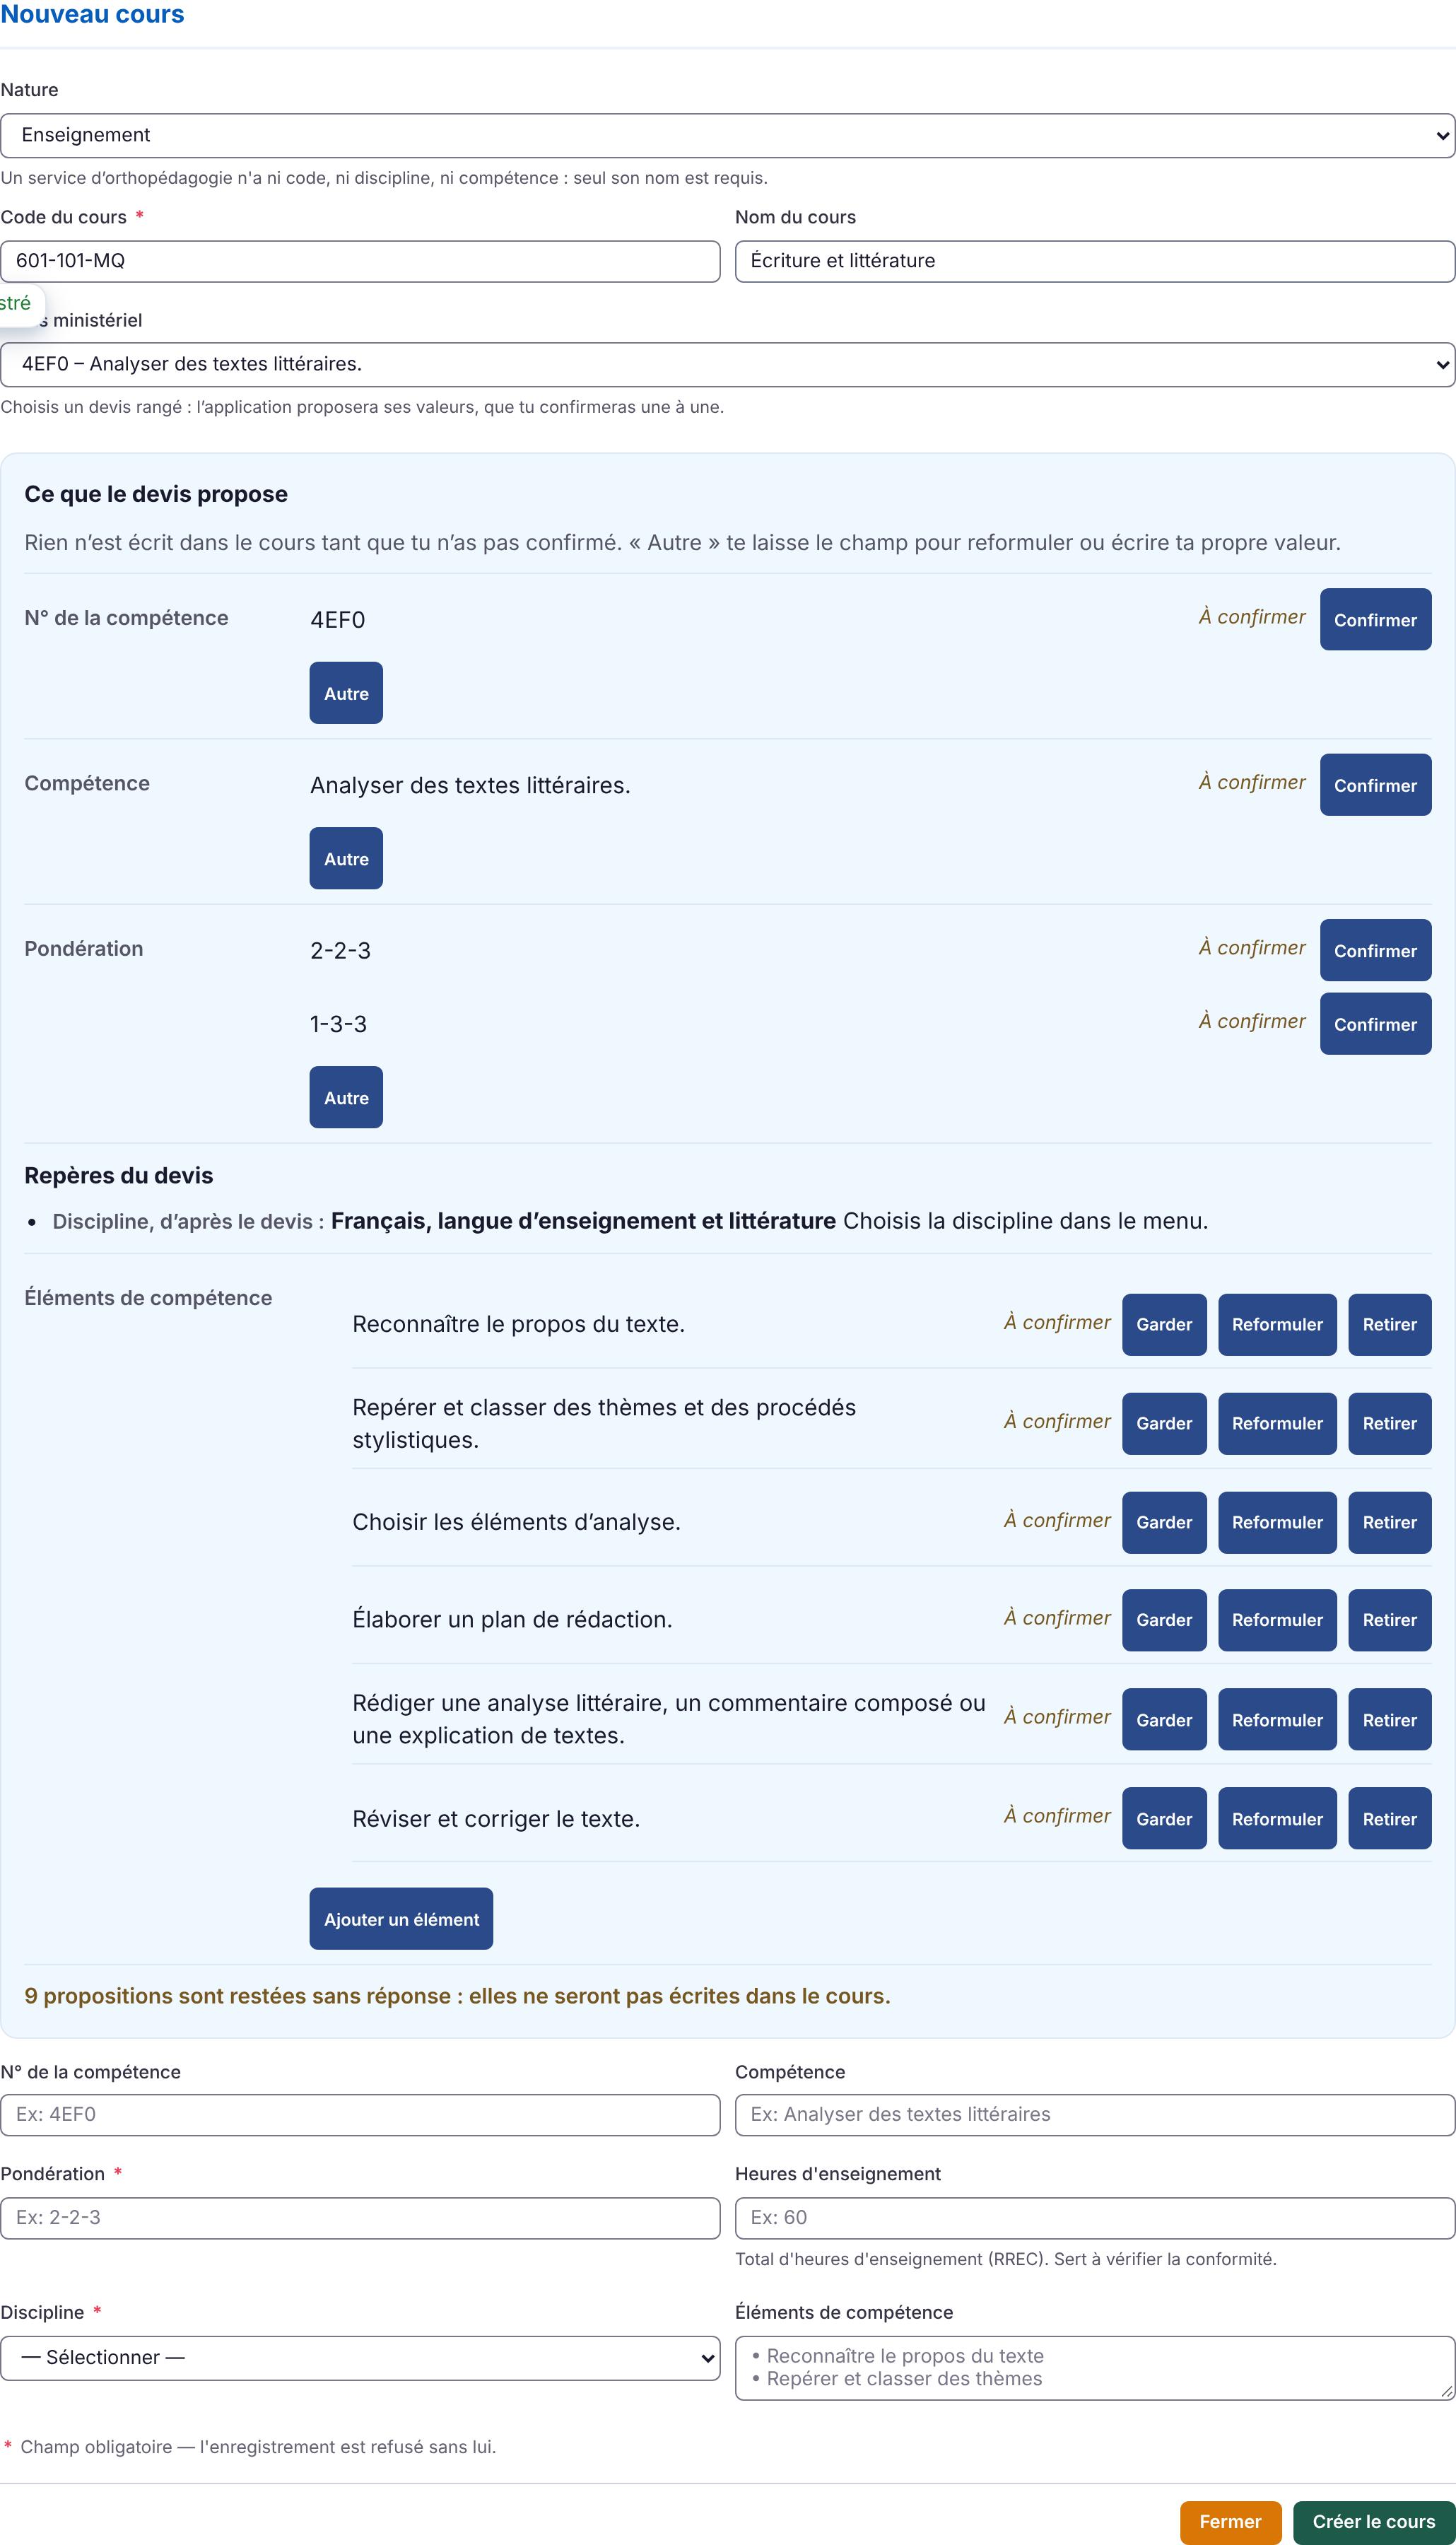 Nouveau cours
Nature
Enseignement
Un service d’orthopédagogie n'a ni code, ni discipline, ni compétence : seul son nom est requis.
Code du cours *
Nom du cours
601-101-MQ
Écriture et littérature
ministériel
4EF0 – Analyser des textes littéraires.
Choisis un devis rangé : l’application proposera ses valeurs, que tu confirmeras une à une.
Ce que le devis propose
Rien n’est écrit dans le cours tant que tu n’as pas confirmé. « Autre » te laisse le champ pour reformuler ou écrire ta propre valeur.
N° de la compétence 4EF0 À confirmer Confirmer
Autre
Compétence Analyser des textes littéraires. À confirmer Confirmer
Autre
Pondération 2-2-3 À confirmer Confirmer
1-3-3 À confirmer Confirmer
Autre
Repères du devis
• Discipline, d’après le devis : Français, langue d’enseignement et littérature Choisis la discipline dans le menu.
Éléments de compétence
Reconnaître le propos du texte. À confirmer Garder Reformuler Retirer
Repérer et classer des thèmes et des procédés
stylistiques.
À confirmer Garder Reformuler Retirer
Choisir les éléments d’analyse. À confirmer Garder Reformuler Retirer
Élaborer un plan de rédaction. À confirmer Garder Reformuler Retirer
Rédiger une analyse littéraire, un commentaire composé ou
une explication de textes.
À confirmer Garder Reformuler Retirer
Réviser et corriger le texte. À confirmer Garder Reformuler Retirer
Ajouter un élément
9 propositions sont restées sans réponse : elles ne seront pas écrites dans le cours.
N° de la compétence
Compétence
Ex: 4EF0
Ex: Analyser des textes littéraires
Pondération *
Heures d'enseignement
Ex: 2-2-3
Ex: 60
Total d'heures d'enseignement (RREC). Sert à vérifier la conformité.
Discipline *
Éléments de compétence
— Sélectionner —
• Reconnaître le propos du texte
• Repérer et classer des thèmes
* Champ obligatoire — l'enregistrement est refusé sans lui.
Fermer
Créer le cours